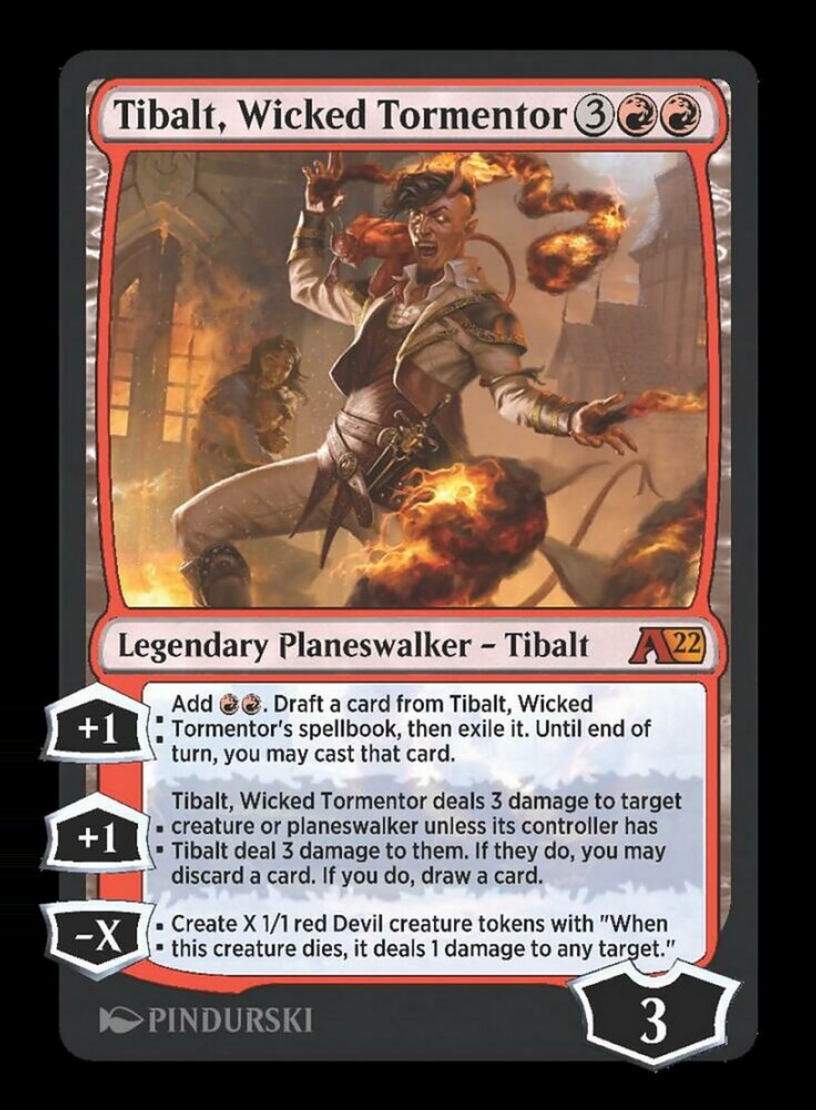 Tibalt, Wicked Tormentor 3
Legendary Planeswalker – Tibalt A22
+1: Add . Draft a card from Tibalt, Wicked
Tormentor's spellbook, then exile it. Until end of
turn, you may cast that card.
Tibalt, Wicked Tormentor deals 3 damage to target
+1: creature or planeswalker unless its controller has
Tibalt deal 3 damage to them. If they do, you may
discard a card. If you do, draw a card.
–X: Create X 1/1 red Devil creature tokens with "When
this creature dies, it deals 1 damage to any target."
3
PINDURSKI